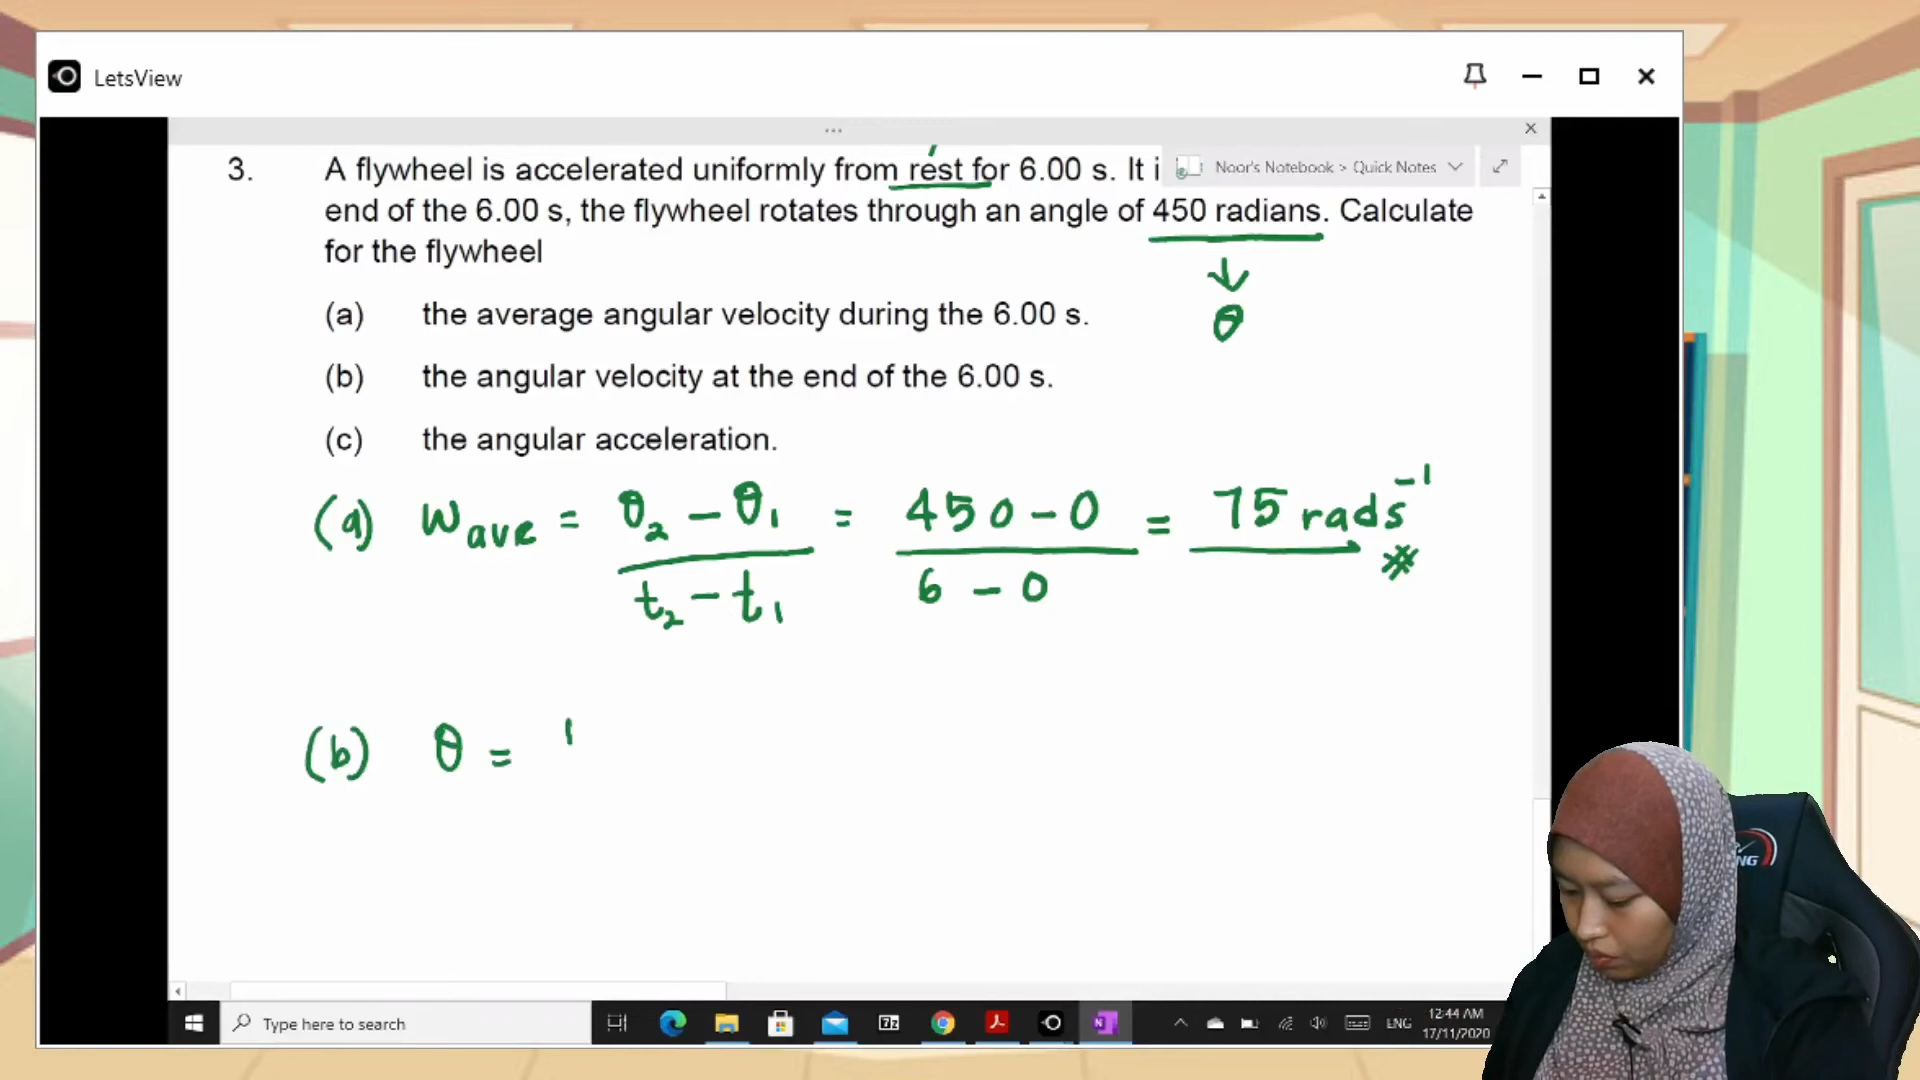 LetsView
...
3. A flywheel is accelerated uniformly from rest for 6.00 s. It i
Noor's Notebook > Quick Notes
end of the 6.00 s, the flywheel rotates through an angle of 450 radians. Calculate
for the flywheel
↓
θ
(a) the average angular velocity during the 6.00 s.
(b) the angular velocity at the end of the 6.00 s.
(c) the angular acceleration.
(a) ω_ave = (θ₂ – θ₁)/(t₂ – t₁) = (450 – 0)/(6 – 0) = 75 rads⁻¹ #
(b) θ = 1
NG
Type here to search
7z
ENG
12:44 AM
17/11/2020